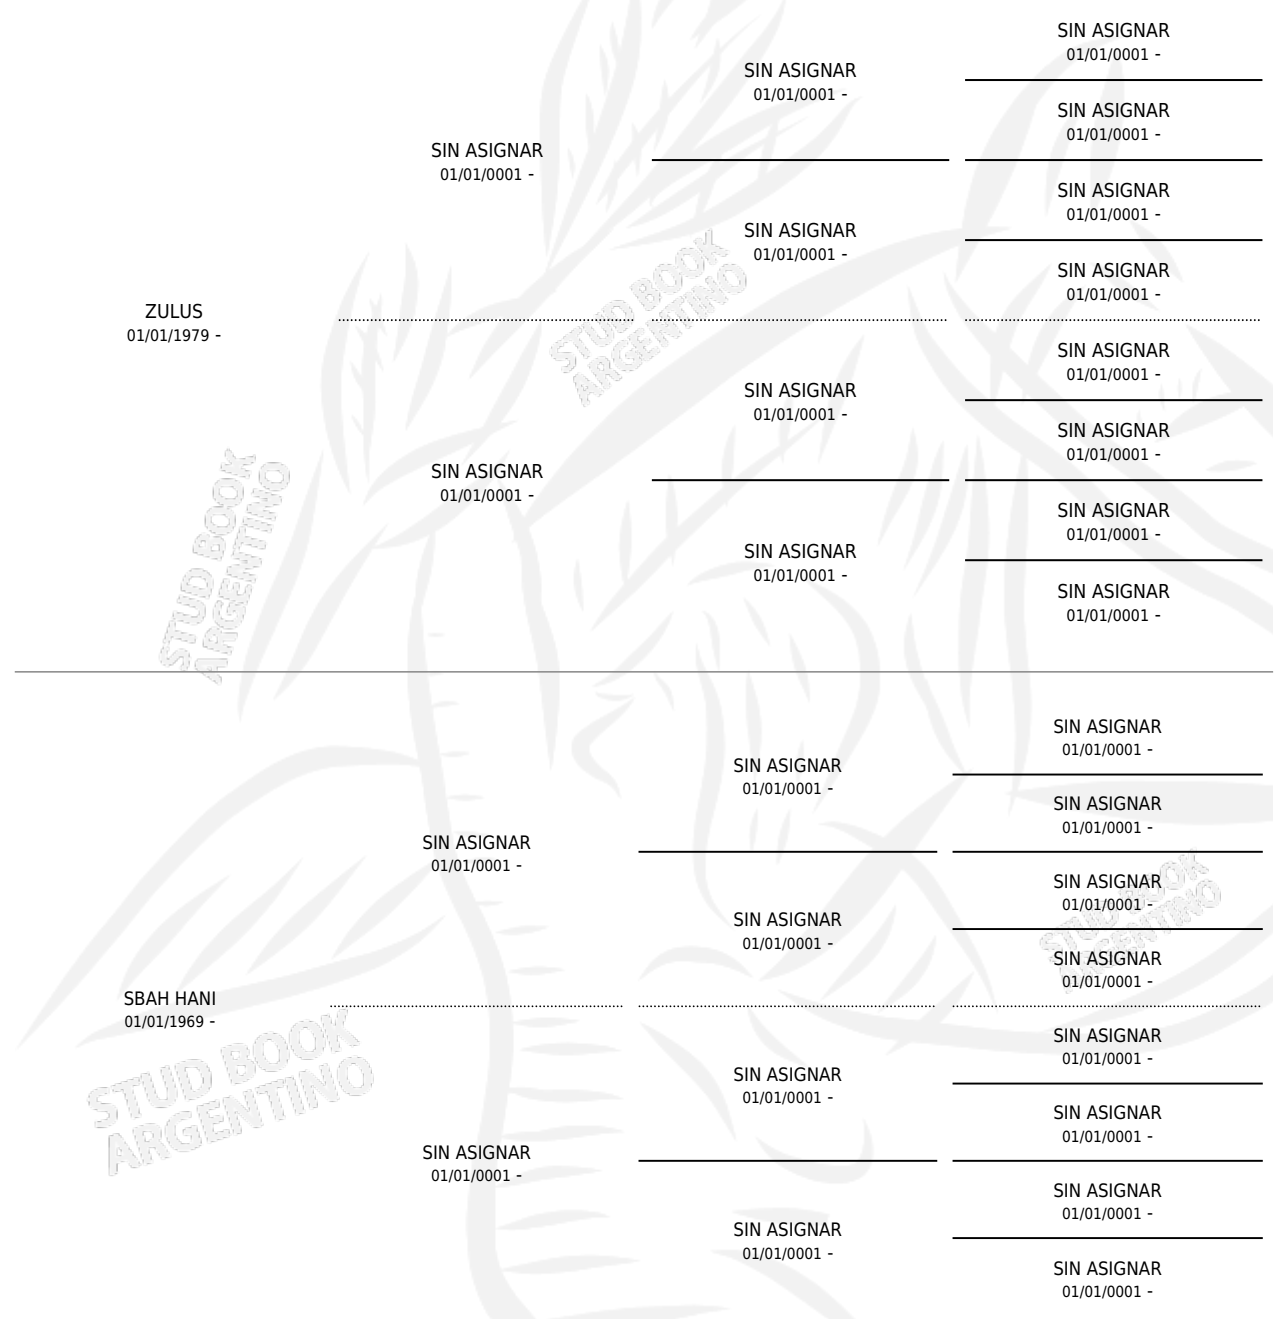 SIN ASIGNAR
01/01/0001 -
SIN ASIGNAR
01/01/0001 -
SIN ASIGNAR
01/01/0001 -
SIN ASIGNAR
01/01/0001 -
SIN ASIGNAR
01/01/0001 -
SIN ASIGNAR
01/01/0001 -
SIN ASIGNAR
01/01/0001 -
STUD BOOK
ARGENTINO
ZULUS
01/01/1979 -
SIN ASIGNAR
01/01/0001 -
SIN ASIGNAR
01/01/0001 -
SIN ASIGNAR
01/01/0001 -
SIN ASIGNAR
01/01/0001 -
SIN ASIGNAR
01/01/0001 -
SIN ASIGNAR
01/01/0001 -
SIN ASIGNAR
01/01/0001 -
STUD BOOK
ARGENTINO
SIN ASIGNAR
01/01/0001 -
SIN ASIGNAR
01/01/0001 -
SIN ASIGNAR
01/01/0001 -
SIN ASIGNAR
01/01/0001 -
SIN ASIGNAR
01/01/0001 -
SIN ASIGNAR
01/01/0001 -
SIN ASIGNAR
01/01/0001 -
STUD BOOK
ARGENTINO
SBAH HANI
01/01/1969 -
STUD BOOK
ARGENTINO
SIN ASIGNAR
01/01/0001 -
SIN ASIGNAR
01/01/0001 -
SIN ASIGNAR
01/01/0001 -
SIN ASIGNAR
01/01/0001 -
SIN ASIGNAR
01/01/0001 -
SIN ASIGNAR
01/01/0001 -
SIN ASIGNAR
01/01/0001 -